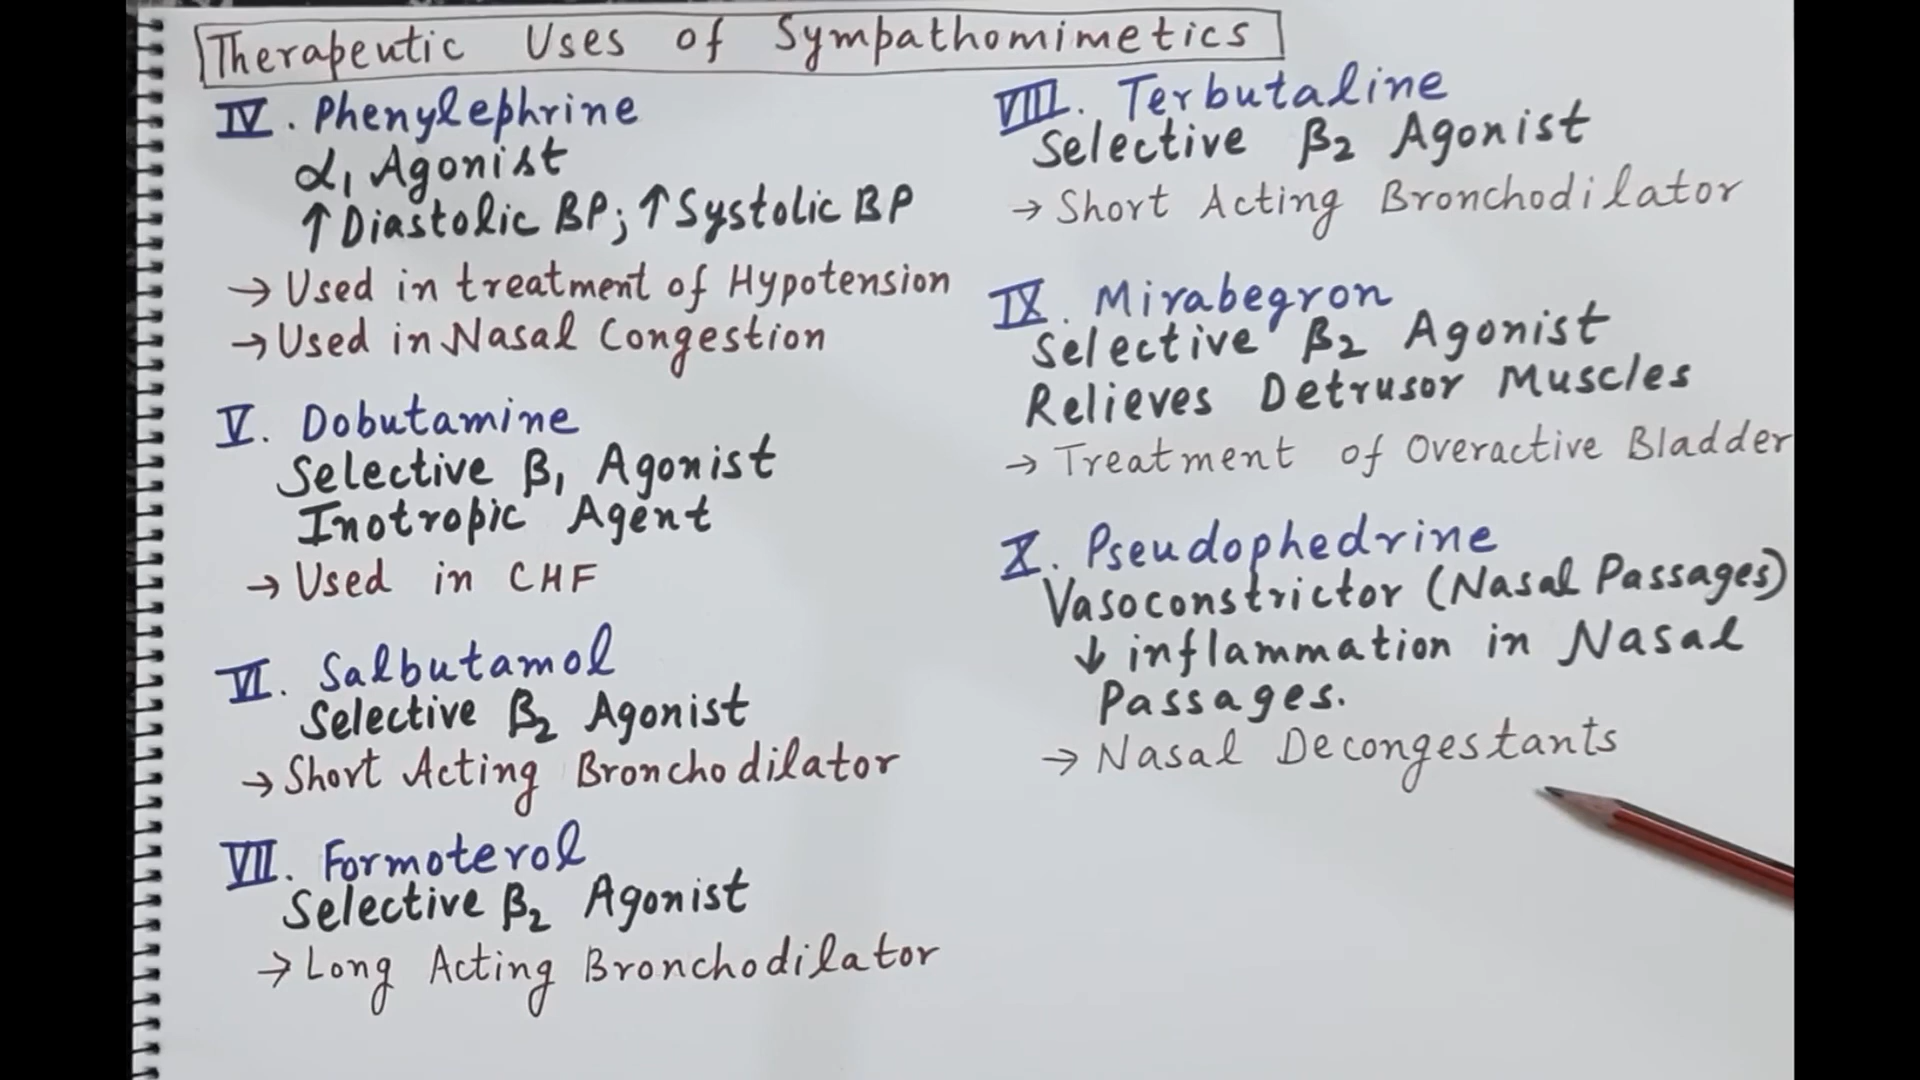 Therapeutic Uses of Sympathomimetics
IV. Phenylephrine
α₁ Agonist
↑ Diastolic BP; ↑ Systolic BP
→ Used in treatment of Hypotension
→ Used in Nasal Congestion
V. Dobutamine
Selective β₁ Agonist
Inotropic Agent
→ Used in CHF
VI. Salbutamol
Selective β₂ Agonist
→ Short Acting Bronchodilator
VII. Formoterol
Selective β₂ Agonist
→ Long Acting Bronchodilator
VIII. Terbutaline
Selective β₂ Agonist
→ Short Acting Bronchodilator
IX. Mirabegron
Selective β₂ Agonist
Relieves Detrusor Muscles
→ Treatment of Overactive Bladder
X. Pseudophedrine
Vasoconstrictor (Nasal Passages)
↓ inflammation in Nasal
Passages.
→ Nasal Decongestants